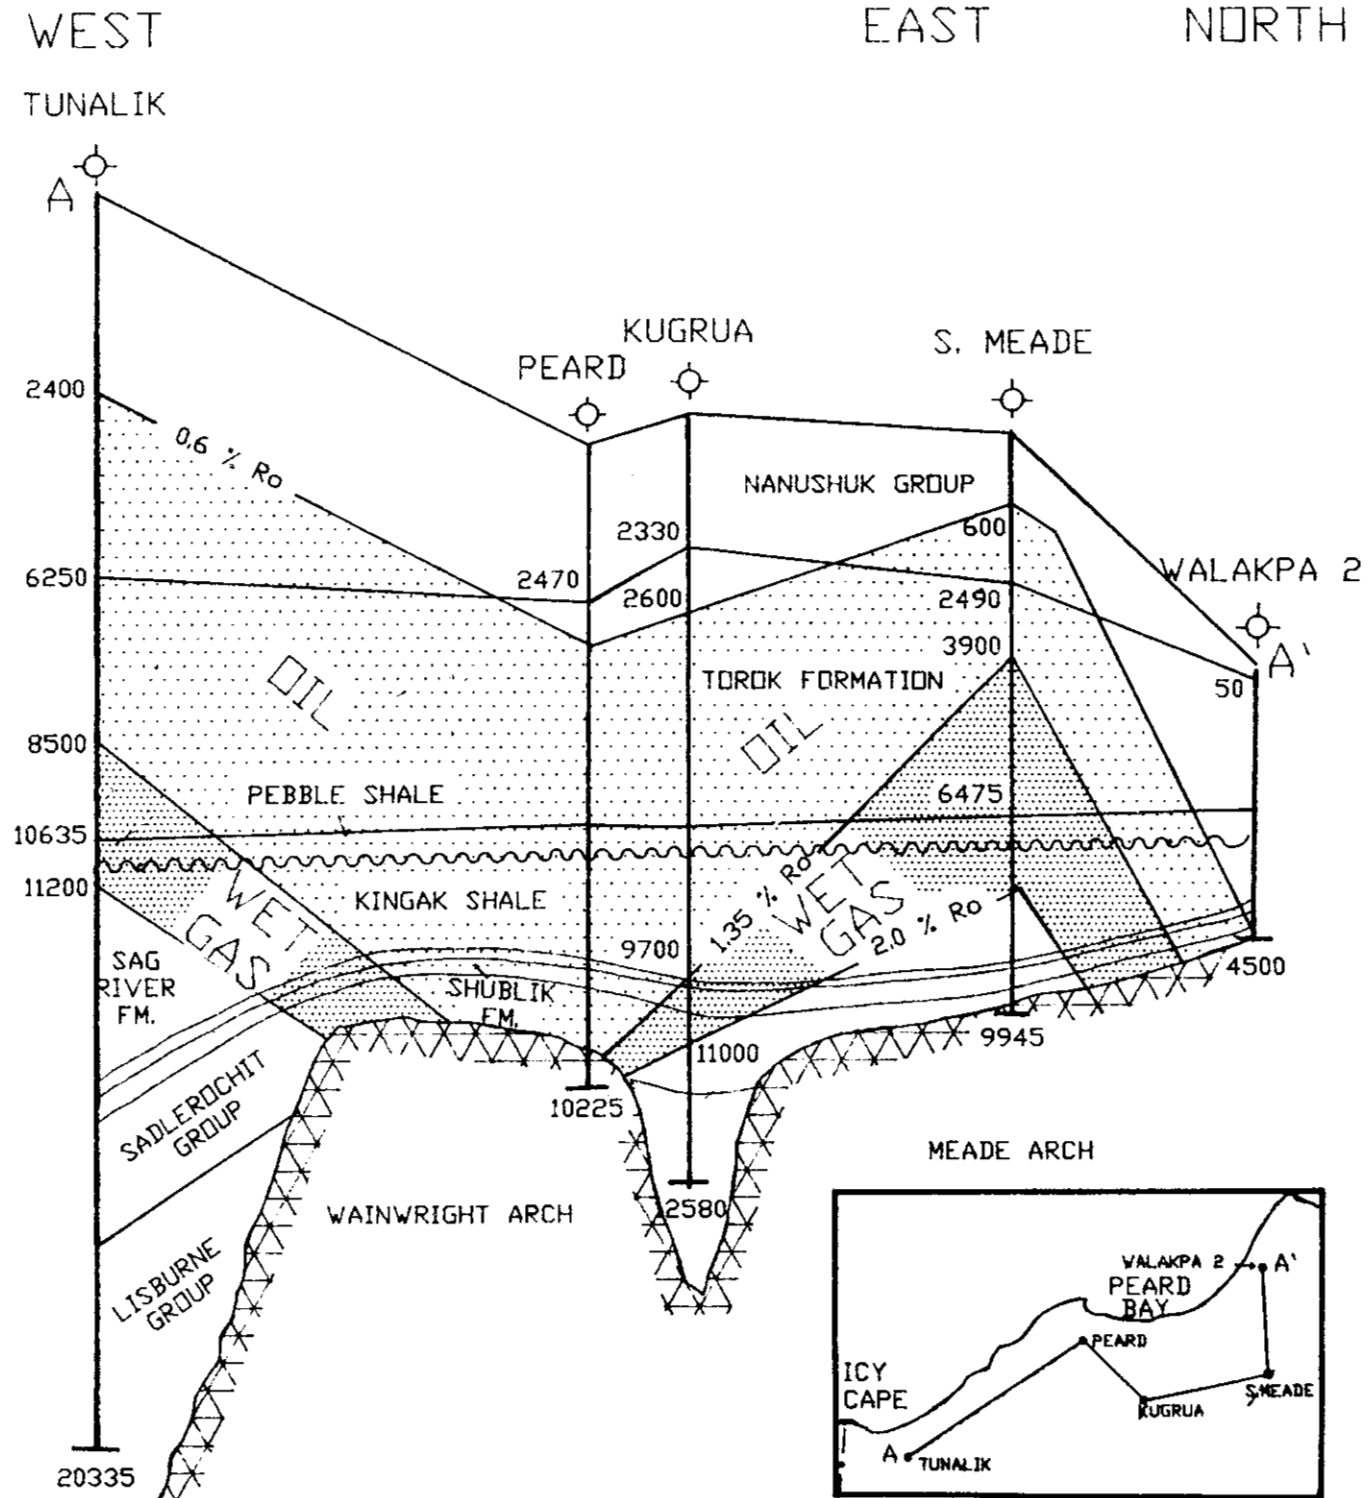 WEST
EAST
NORTH
TUNALIK
A
KUGRUA
PEARD
S. MEADE
2400
0.6 % Ro
NANUSHUK GROUP
2330
600
WALAKPA 2
6250
2470
2600
2490
3900
A'
50
OIL
TOROK FORMATION
OIL
8500
PEBBLE SHALE
6475
10635
11200
WET
GAS
KINGAK SHALE
1.35 % Ro
WET
GAS
2.0 % Ro
9700
SAG
RIVER
FM.
SHUBLIK
FM.
4500
11000
9945
SADLEROCHIT
GROUP
10225
MEADE ARCH
WAINWRIGHT ARCH
2580
LISBURNE
GROUP
20335
WALAKPA 2
A'
PEARD
BAY
PEARD
ICY
CAPE
S.MEADE
KUGRUA
A
TUNALIK